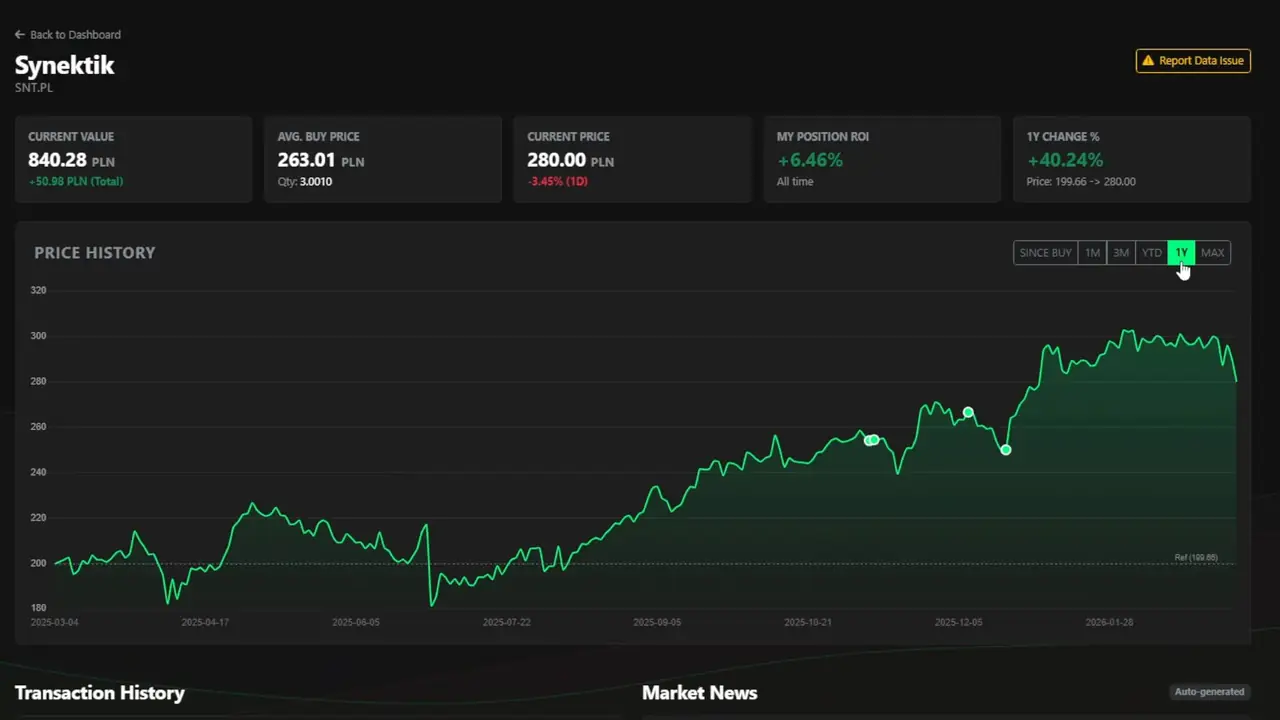 Back to Dashboard
Synektik
SNT.PL
Report Data Issue
CURRENT VALUE
840.28 PLN
+50.98 PLN (Total)
AVG. BUY PRICE
263.01 PLN
Qty: 3.0010
CURRENT PRICE
280.00 PLN
-3.45% (1D)
MY POSITION ROI
+6.46%
All time
1Y CHANGE %
+40.24%
Price: 199.66 -> 280.00
PRICE HISTORY
SINCE BUY 1M 3M YTD 1Y MAX
320
300
280
260
240
220
200
180
Ref (199.66)
2025-03-04 2025-04-17 2025-06-05 2025-07-22 2025-09-05 2025-10-21 2025-12-05 2026-01-28
Transaction History
Market News
Auto-generated